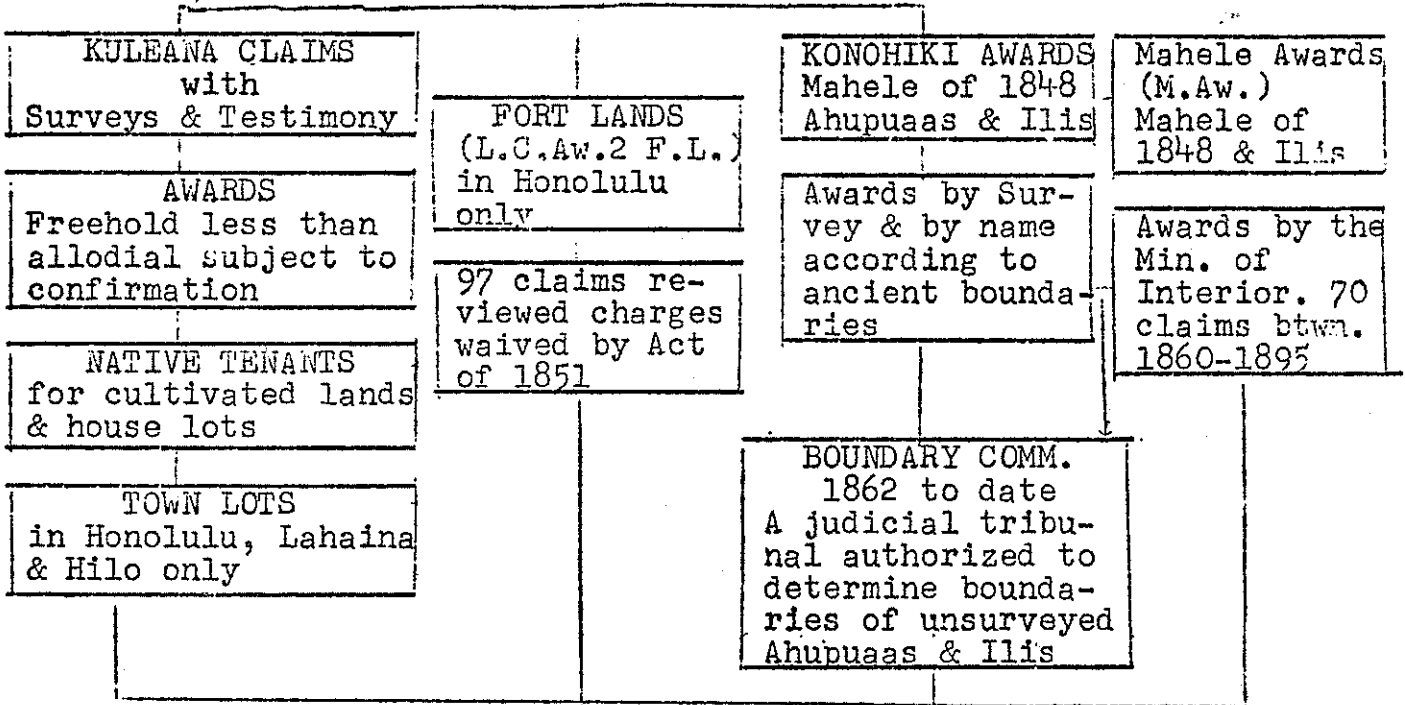 KULEANA CLAIMS
with
Surveys & Testimony
AWARDS
Freehold less than
allodial subject to
confirmation
NATIVE TENANTS
for cultivated lands
& house lots
TOWN LOTS
in Honolulu, Lahaina
& Hilo only
FORT LANDS
(L.C.Aw.2 F.L.)
in Honolulu
only
97 claims re-
viewed charges
waived by Act
of 1851
KONOHIKI AWARDS
Mahele of 1848
Ahupuaas & Ilis
Awards by Sur-
vey & by name
according to
ancient bounda-
ries
BOUNDARY COMM.
1862 to date
A judicial tribu-
nal authorized to
determine bounda-
ries of unsurveyed
Ahupuaas & Ilis
Mahele Awards
(M.Aw.)
Mahele of
1848 & Ilis
Awards by the
Min. of
Interior. 70
claims btwn.
1860-1895